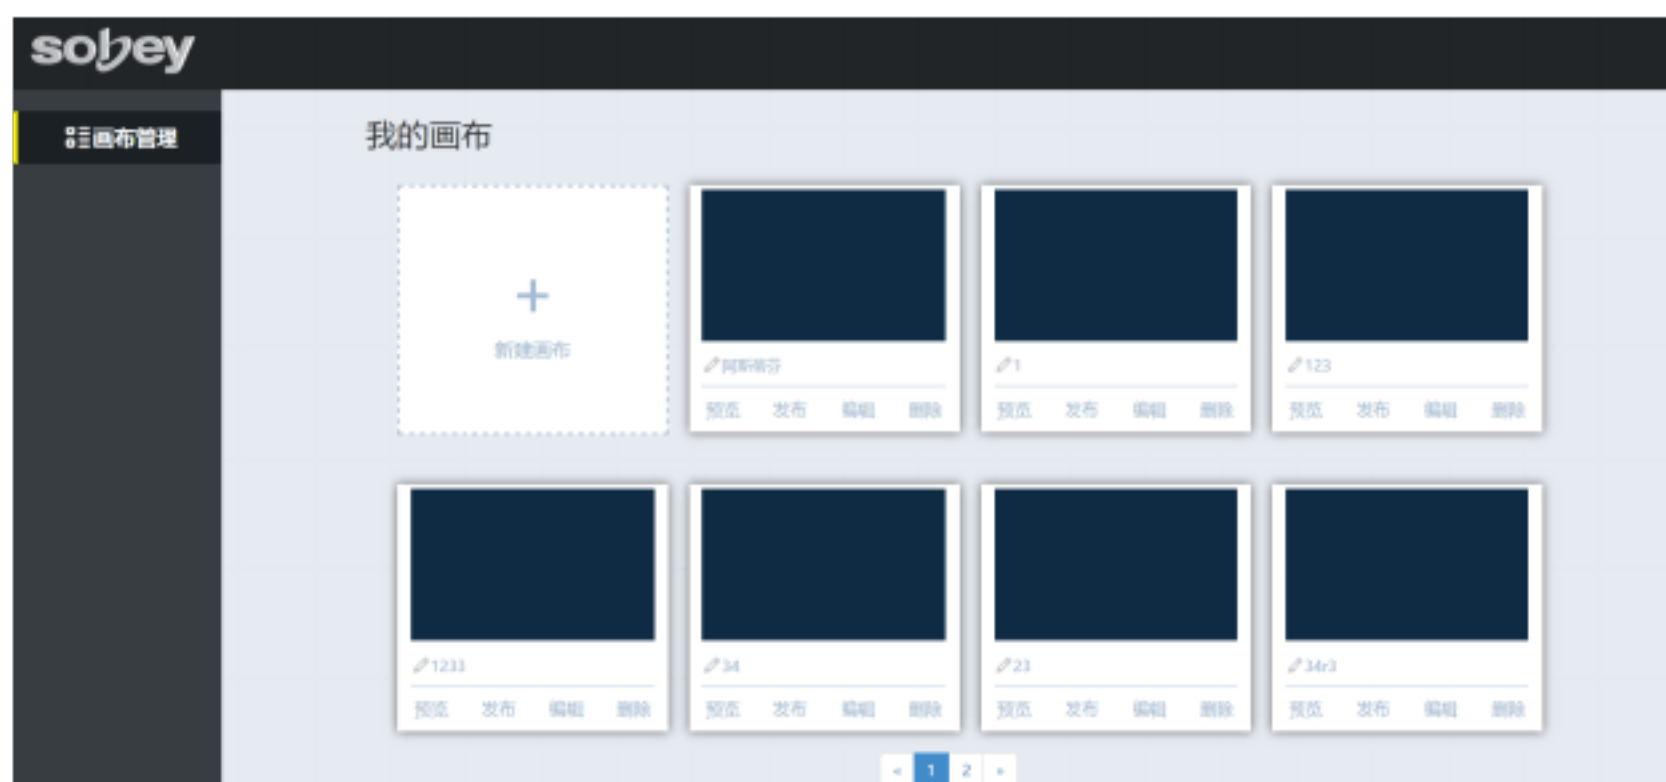 sobey
画布管理
我的画布
新建画布
阿斯蒂芬
预览 发布 编辑 删除
1
预览 发布 编辑 删除
123
预览 发布 编辑 删除
1233
预览 发布 编辑 删除
34
预览 发布 编辑 删除
23
预览 发布 编辑 删除
34r3
预览 发布 编辑 删除
« 1 2 »